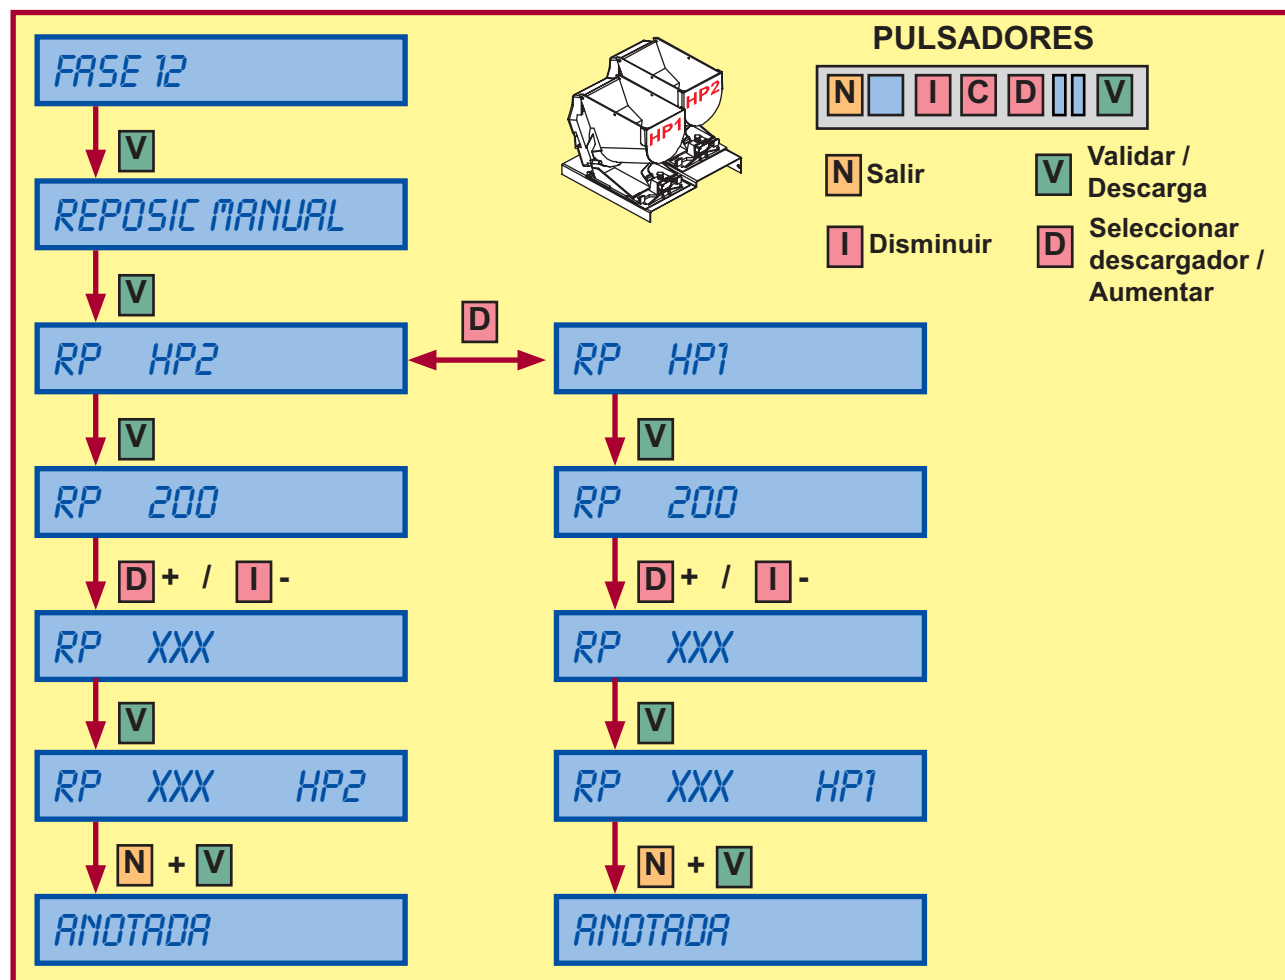 PULSADORES
N I C D V
N Salir
V Validar /
Descarga
I Disminuir
D Seleccionar
descargador /
Aumentar
HP1
HP2
FASE 12
V
REPOSIC MANUAL
V
RP HP2
D
RP HP1
V
V
RP 200
RP 200
D + / I -
D + / I -
RP XXX
RP XXX
V
V
RP XXX HP2
RP XXX HP1
N + V
N + V
ANOTADA
ANOTADA